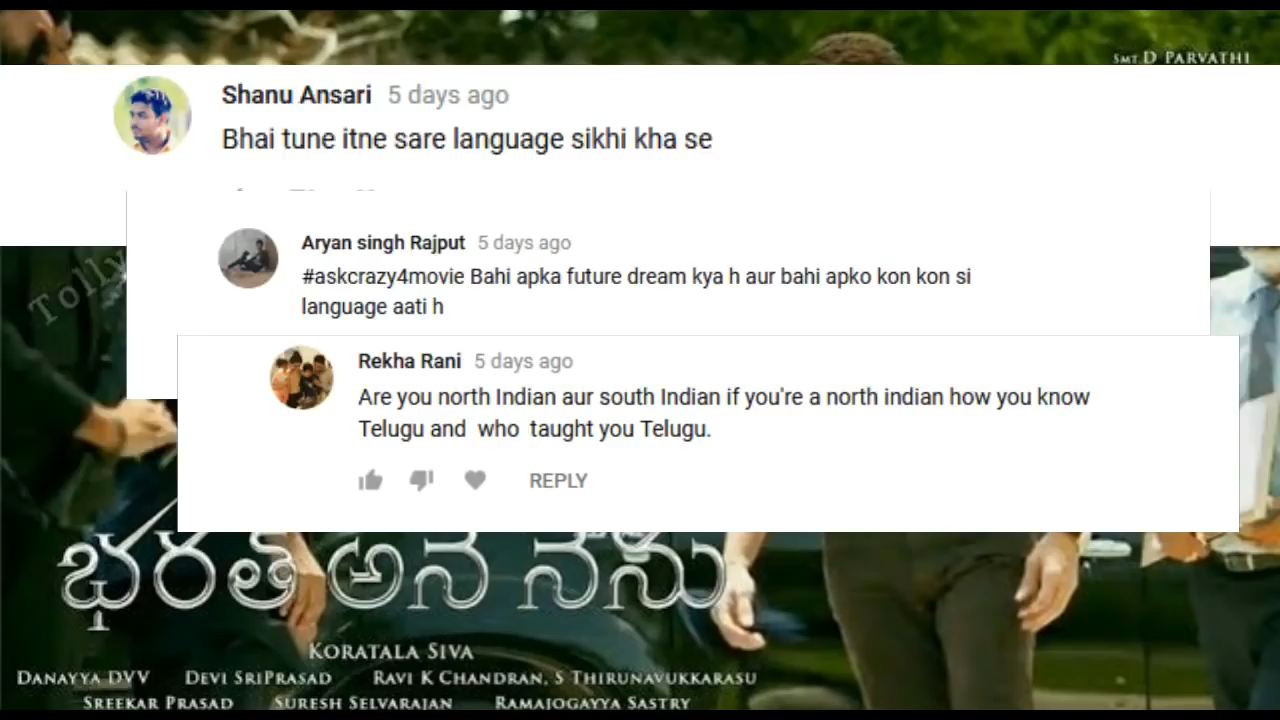 SMT. D PARVATHI
Shanu Ansari 5 days ago
Bhai tune itne sare language sikhi kha se
Aryan singh Rajput 5 days ago
#askcrazy4movie Bahi apka future dream kya h aur bahi apko kon kon si
language aati h
Tolly
Rekha Rani 5 days ago
Are you north Indian aur south Indian if you're a north indian how you know
Telugu and who taught you Telugu.
REPLY
భరత్ అనే నేను
KORATALA SIVA
DANAYYA DVV DEVI SRIPRASAD RAVI K CHANDRAN, S THIRUNAVUKKARASU
SREEKAR PRASAD SURESH SELVARAJAN RAMAJOGAYYA SASTRY